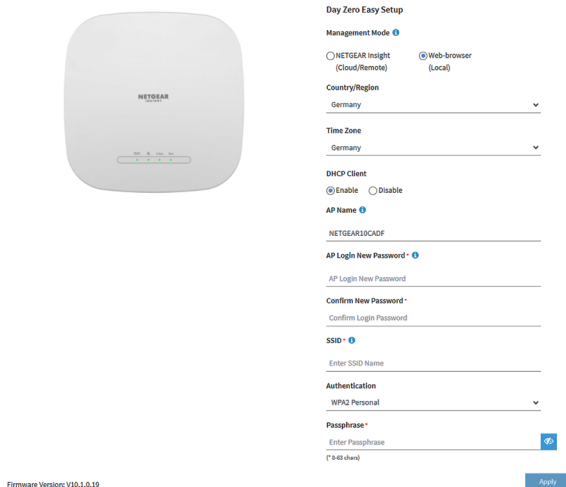 Day Zero Easy Setup
Management Mode
NETGEAR Insight
(Cloud/Remote)
Web-browser
(Local)
Country/Region
Germany
Time Zone
Germany
DHCP Client
Enable
Disable
AP Name
NETGEAR10CADF
AP Login New Password *
AP Login New Password
Confirm New Password *
Confirm Login Password
SSID *
Enter SSID Name
Authentication
WPA2 Personal
Passphrase *
Enter Passphrase
(* 8-63 chars)
Apply
NETGEAR
Firmware Version: V10.1.0.19